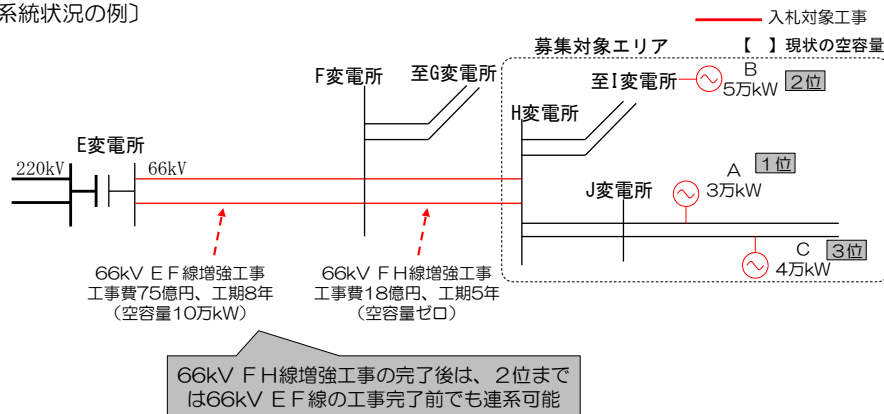 系統状況の例〕
入札対象工事
【　】現状の空容量
募集対象エリア
F変電所
至G変電所
至I変電所
B
5万kW
2位
H変電所
E変電所
220kV
66kV
J変電所
A
1位
3万kW
C
3位
4万kW
66kV ＥＦ線増強工事
工事費75億円、工期8年
（空容量10万kW）
66kV ＦＨ線増強工事
工事費18億円、工期5年
（空容量ゼロ）
66kV ＦＨ線増強工事の完了後は、２位まで
は66kV ＥＦ線の工事完了前でも連系可能